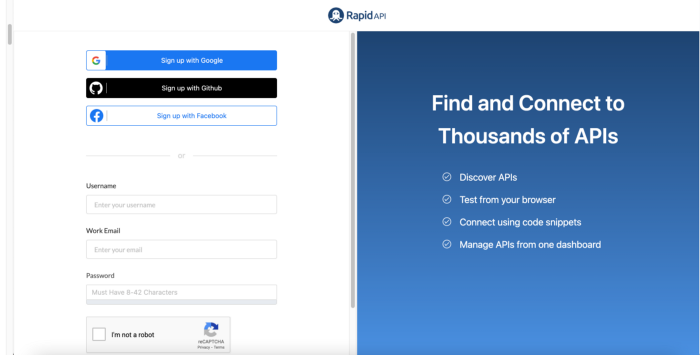 Rapid API
Sign up with Google
Sign up with Github
Sign up with Facebook
or
Username
Enter your username
Work Email
Enter your email
Password
Must Have 8-42 Characters
I'm not a robot
reCAPTCHA
Privacy - Terms
Find and Connect to
Thousands of APIs
Discover APIs
Test from your browser
Connect using code snippets
Manage APIs from one dashboard